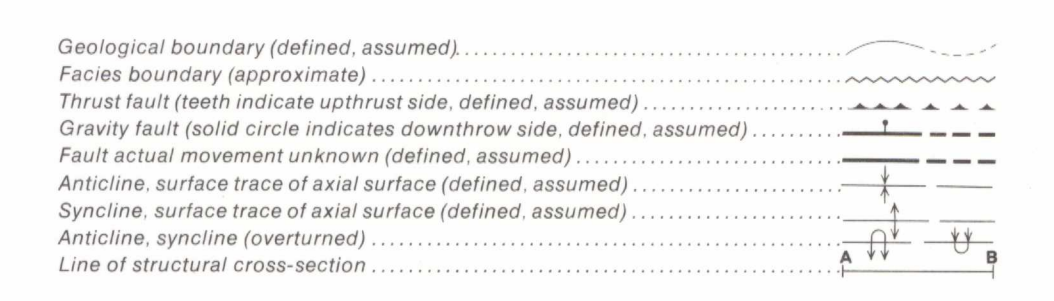 Geological boundary (defined, assumed)
Facies boundary (approximate)
Thrust fault (teeth indicate upthrust side, defined, assumed)
Gravity fault (solid circle indicates downthrow side, defined, assumed)
Fault actual movement unknown (defined, assumed)
Anticline, surface trace of axial surface (defined, assumed)
Syncline, surface trace of axial surface (defined, assumed)
Anticline, syncline (overturned)
Line of structural cross-section A B